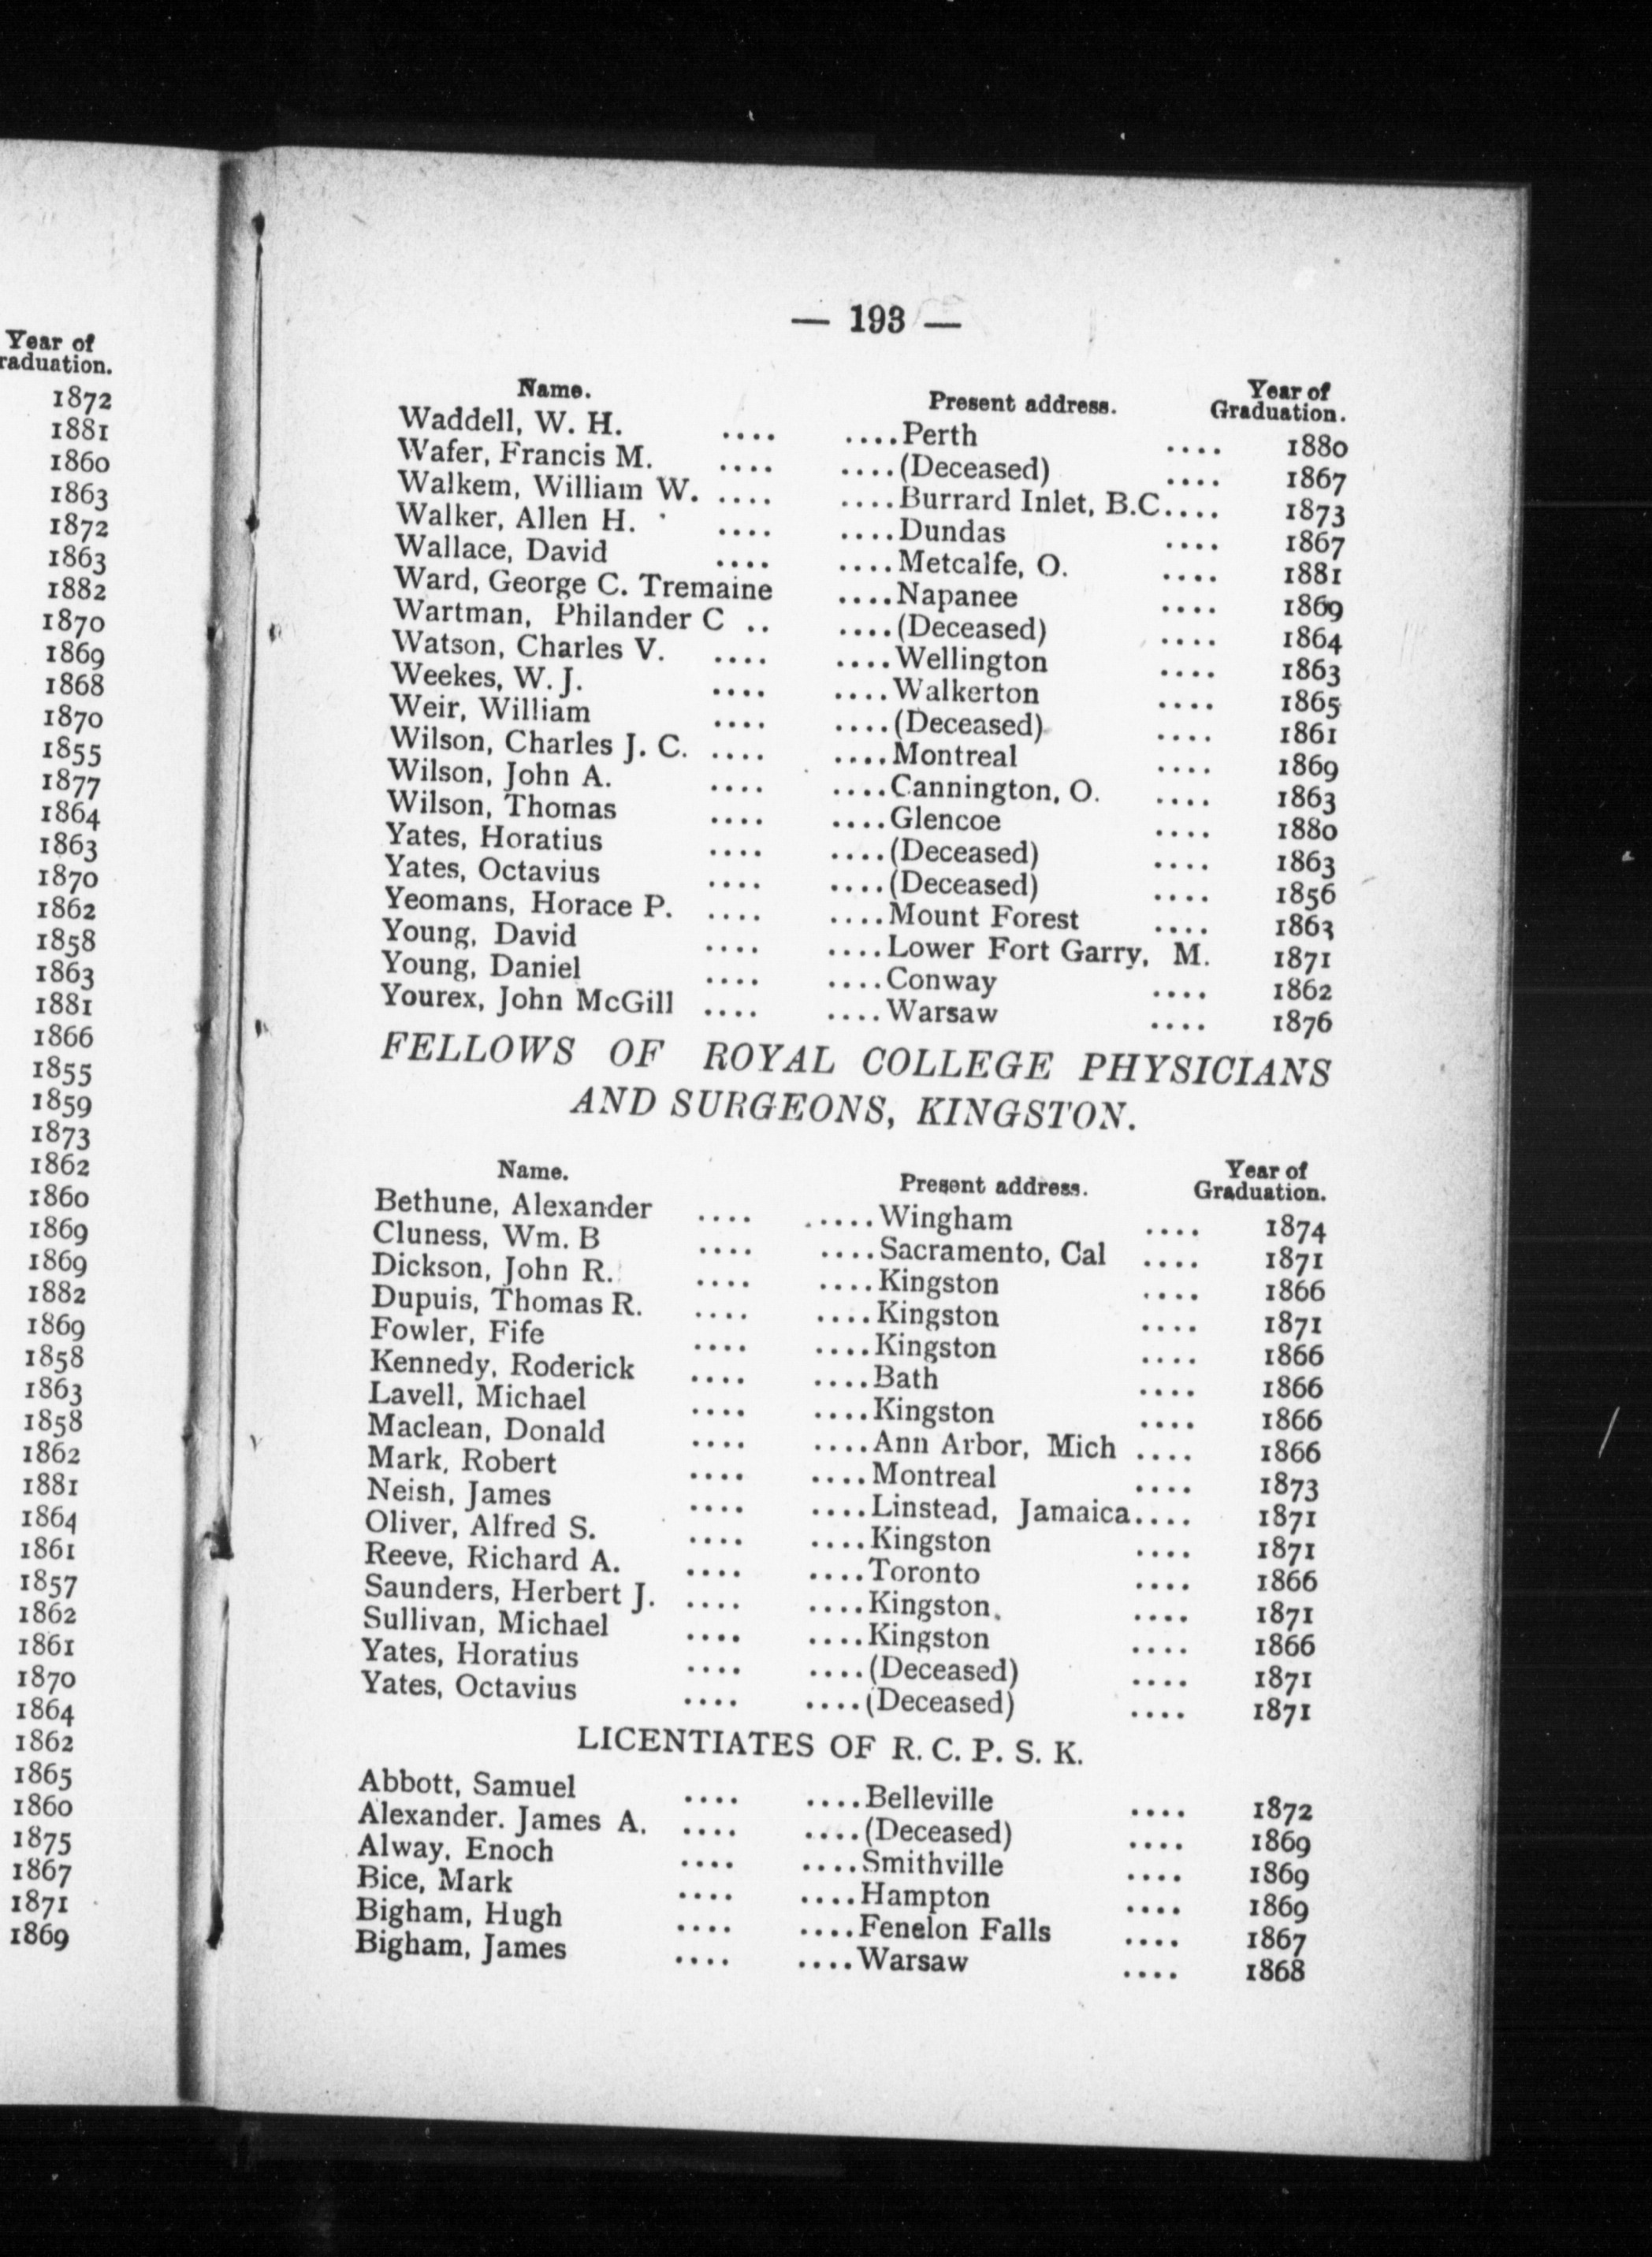 Year of
raduation.
1872
1881
1860
1863
1872
1863
1882
1870
1869
1868
1870
1855
1877
1864
1863
1870
1862
1858
1863
1881
1866
1855
1859
1873
1862
1860
1869
1869
1882
1869
1858
1863
1858
1862
1881
1864
1861
1857
1862
1861
1870
1864
1862
1865
1860
1875
1867
1871
1869
— 193 —
Name. Present address. Year of Graduation.
Waddell, W. H. .... ....Perth .... 1880
Wafer, Francis M. .... ....(Deceased) .... 1867
Walkem, William W. .... ....Burrard Inlet, B.C.... 1873
Walker, Allen H. .... ....Dundas .... 1867
Wallace, David .... ....Metcalfe, O. .... 1881
Ward, George C. Tremaine ....Napanee .... 1869
Wartman, Philander C .. ....(Deceased) .... 1864
Watson, Charles V. .... ....Wellington .... 1863
Weekes, W. J. .... ....Walkerton .... 1865
Weir, William .... ....(Deceased) .... 1861
Wilson, Charles J. C. .... ....Montreal .... 1869
Wilson, John A. .... ....Cannington, O. .... 1863
Wilson, Thomas .... ....Glencoe .... 1880
Yates, Horatius .... ....(Deceased) .... 1863
Yates, Octavius .... ....(Deceased) .... 1856
Yeomans, Horace P. .... ....Mount Forest .... 1863
Young, David .... ....Lower Fort Garry, M. 1871
Young, Daniel .... ....Conway .... 1862
Yourex, John McGill .... ....Warsaw .... 1876
FELLOWS OF ROYAL COLLEGE PHYSICIANS
AND SURGEONS, KINGSTON.
Name. Present address. Year of Graduation.
Bethune, Alexander .... .....Wingham .... 1874
Cluness, Wm. B .... ....Sacramento, Cal .... 1871
Dickson, John R. .... ....Kingston .... 1866
Dupuis, Thomas R. .... ....Kingston .... 1871
Fowler, Fife .... ....Kingston .... 1866
Kennedy, Roderick .... ....Bath .... 1866
Lavell, Michael .... ....Kingston .... 1866
Maclean, Donald .... ....Ann Arbor, Mich .... 1866
Mark, Robert .... ....Montreal .... 1873
Neish, James .... ....Linstead, Jamaica.... 1871
Oliver, Alfred S. .... ....Kingston .... 1871
Reeve, Richard A. .... ....Toronto .... 1866
Saunders, Herbert J. .... ....Kingston. .... 1871
Sullivan, Michael .... ....Kingston .... 1866
Yates, Horatius .... ....(Deceased) .... 1871
Yates, Octavius .... ....(Deceased) .... 1871
LICENTIATES OF R. C. P. S. K.
Abbott, Samuel .... ....Belleville .... 1872
Alexander. James A. .... ....(Deceased) .... 1869
Alway, Enoch .... ....Smithville .... 1869
Bice, Mark .... ....Hampton .... 1869
Bigham, Hugh .... ....Fenelon Falls .... 1867
Bigham, James .... ....Warsaw .... 1868